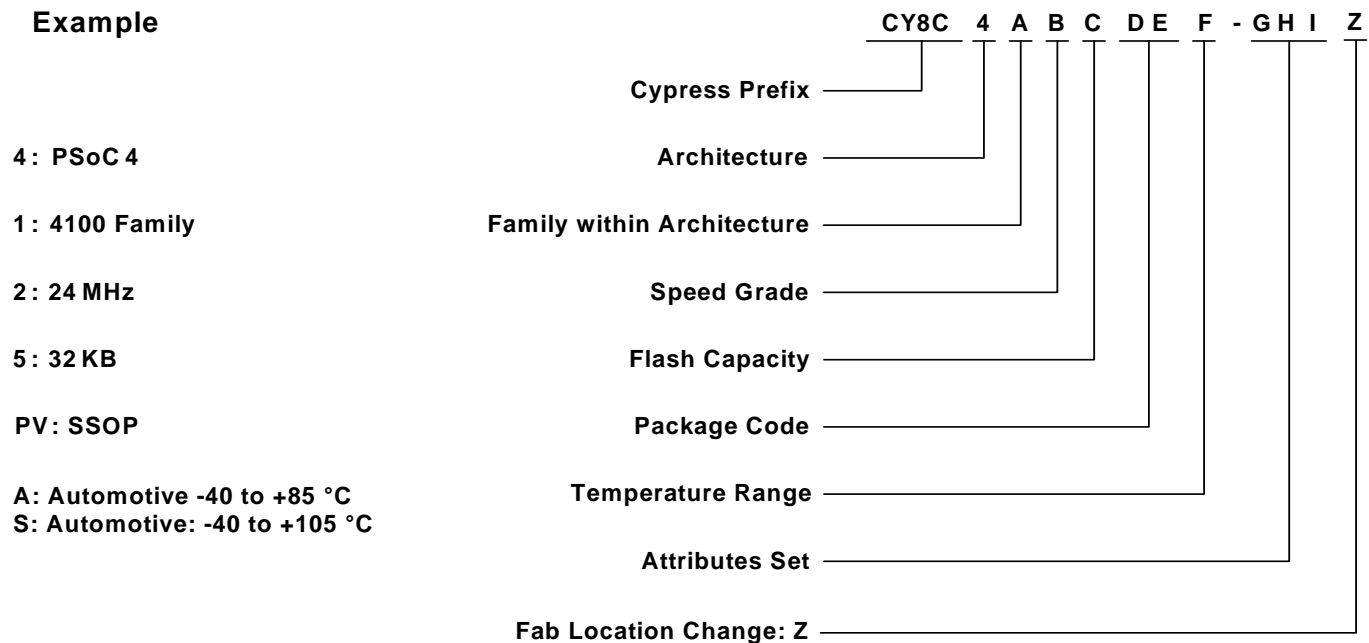 Example
CY8C 4 A B C D E F - G H I Z
Cypress Prefix
4: PSoC 4
Architecture
1: 4100 Family
Family within Architecture
2: 24 MHz
Speed Grade
5: 32 KB
Flash Capacity
PV: SSOP
Package Code
A: Automotive -40 to +85 °C
S: Automotive: -40 to +105 °C
Temperature Range
Attributes Set
Fab Location Change: Z